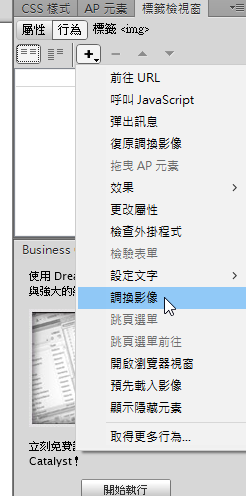 CSS 樣式
AP 元素
標籤檢視窗
屬性
行為
標籤 <img>
前往 URL
呼叫 JavaScript
彈出訊息
復原調換影像
拖曳 AP 元素
效果
更改屬性
檢查外掛程式
檢驗表單
設定文字
調換影像
跳頁選單
跳頁選單前往
開啟瀏覽器視窗
預先載入影像
顯示隱藏元素
取得更多行為...
Business
使用 Drea
與強大的
立刻免費
Catalyst
開始執行